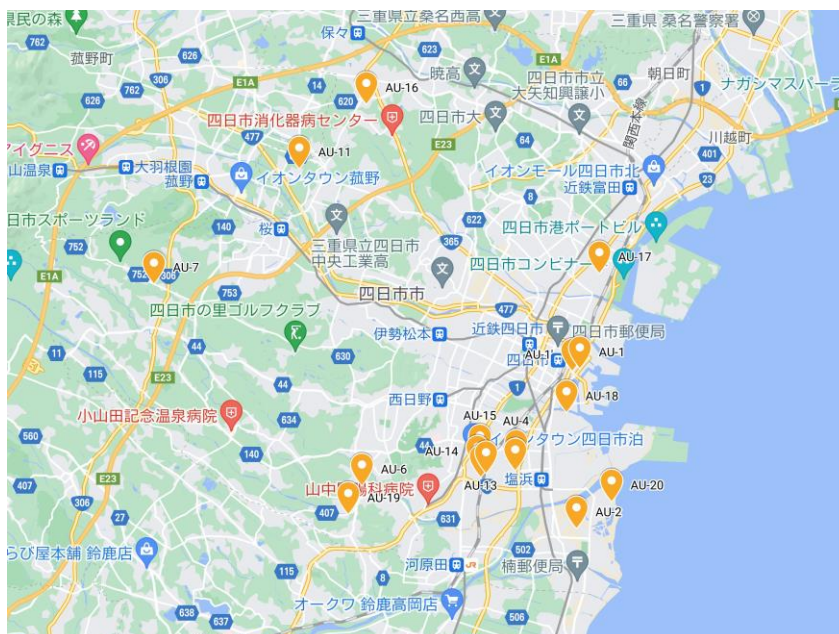 県民の森
三重県立桑名西高
三重県 桑名警察署
762
保々
623
菰野町
306
626
E1A
14
暁高
四日市市立
大矢知興譲小
66
朝日町
1
ナガシマスパーラ
626
762
AU-16
620
四日市消化器病センター
四日市大
関西本線
川越町
477
E23
64
アイグニス
AU-11
401
大羽根園
イオンモール四日市北
山温泉
菰野
イオンタウン菰野
近鉄富田
23
8
日市スポーツランド
140
桜
622
四日市港ポートビル
752
三重県立四日市
中央工業高
365
AU-17
四日市コンビナー
E1A
752
306
AU-7
753
四日市市
477
四日市の里ゴルフクラブ
近鉄四日市
四日市郵便局
伊勢松本
44
11
630
四日市
AU-1
E23
115
44
1
AU-18
西日野
小山田記念温泉病院
634
AU-15
AU-4
560
44
イオンタウン四日市泊
140
AU-14
AU-6
407
塩浜
AU-13
AU-20
306
AU-19
407
AU-2
27
631
502
らび屋本舗 鈴鹿店
115
河原田
JR
楠郵便局
8
オークワ 鈴鹿高岡店
638
637
506